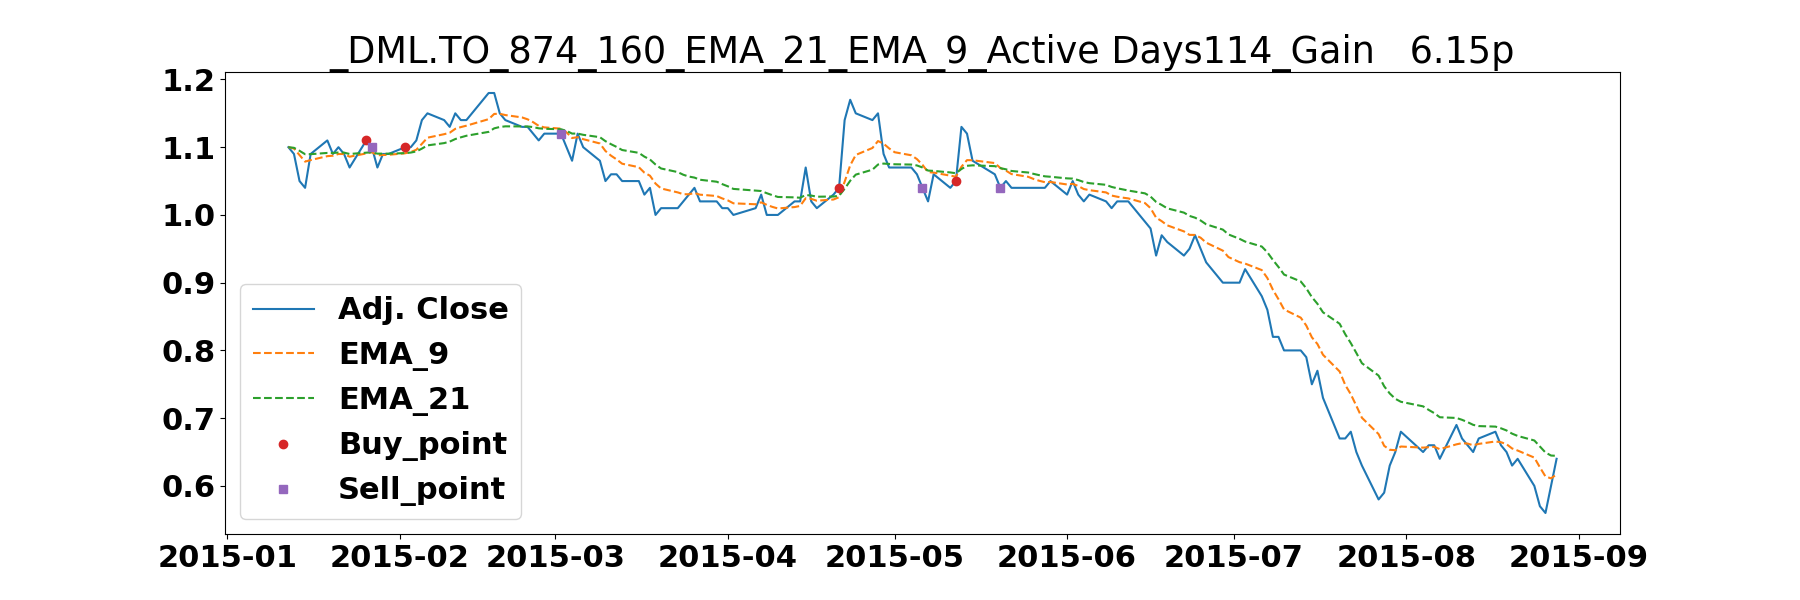 _DML.TO_874_160_EMA_21_EMA_9_Active Days114_Gain   6.15p
1.2
1.1
1.0
0.9
0.8
0.7
0.6
Adj. Close
EMA_9
EMA_21
Buy_point
Sell_point
2015-01 2015-02 2015-03 2015-04 2015-05 2015-06 2015-07 2015-08 2015-09